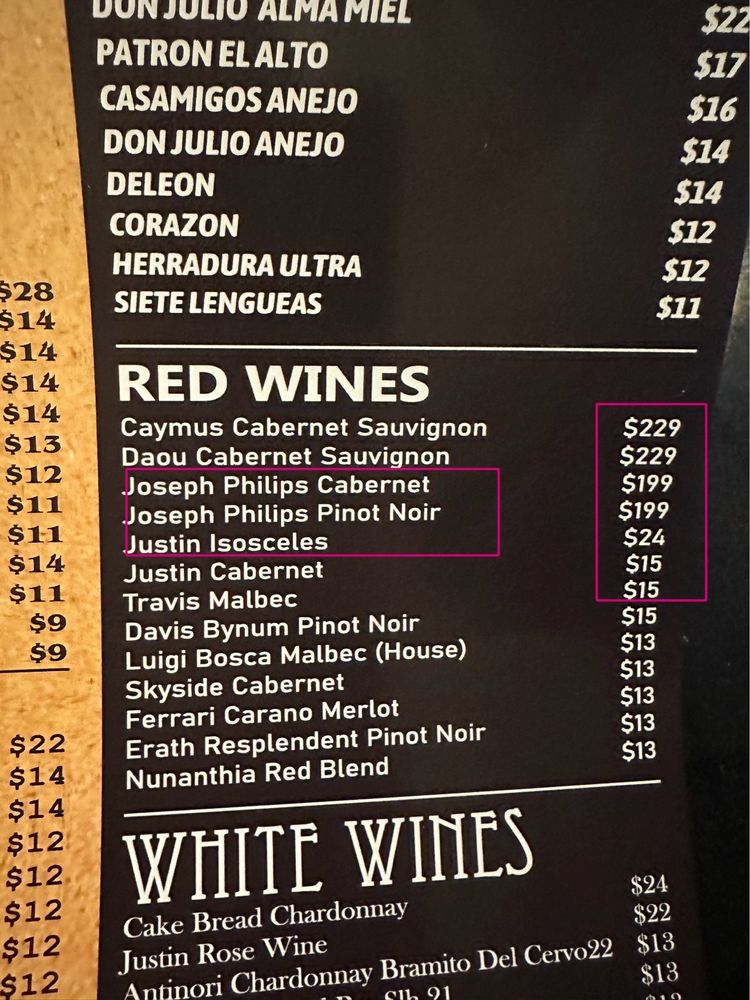 DON JULIO ALMA MIEL $22
PATRON EL ALTO $17
CASAMIGOS ANEJO $16
DON JULIO ANEJO $14
DELEON $14
CORAZON $12
HERRADURA ULTRA $12
SIETE LENGUEAS $11
RED WINES
Caymus Cabernet Sauvignon $229
Daou Cabernet Sauvignon $229
Joseph Philips Cabernet $199
Joseph Philips Pinot Noir $199
Justin Isosceles $24
Justin Cabernet $15
Travis Malbec $15
Davis Bynum Pinot Noir $15
Luigi Bosca Malbec (House) $13
Skyside Cabernet $13
Ferrari Carano Merlot $13
Erath Resplendent Pinot Noir $13
Nunanthia Red Blend $13
WHITE WINES
Cake Bread Chardonnay $24
Justin Rose Wine $22
Antinori Chardonnay Bramito Del Cervo22 $13
Slb 21 $13
$28
$14
$14
$14
$14
$13
$12
$11
$11
$14
$11
$9
$9
$22
$14
$14
$12
$12
$12
$12
$12